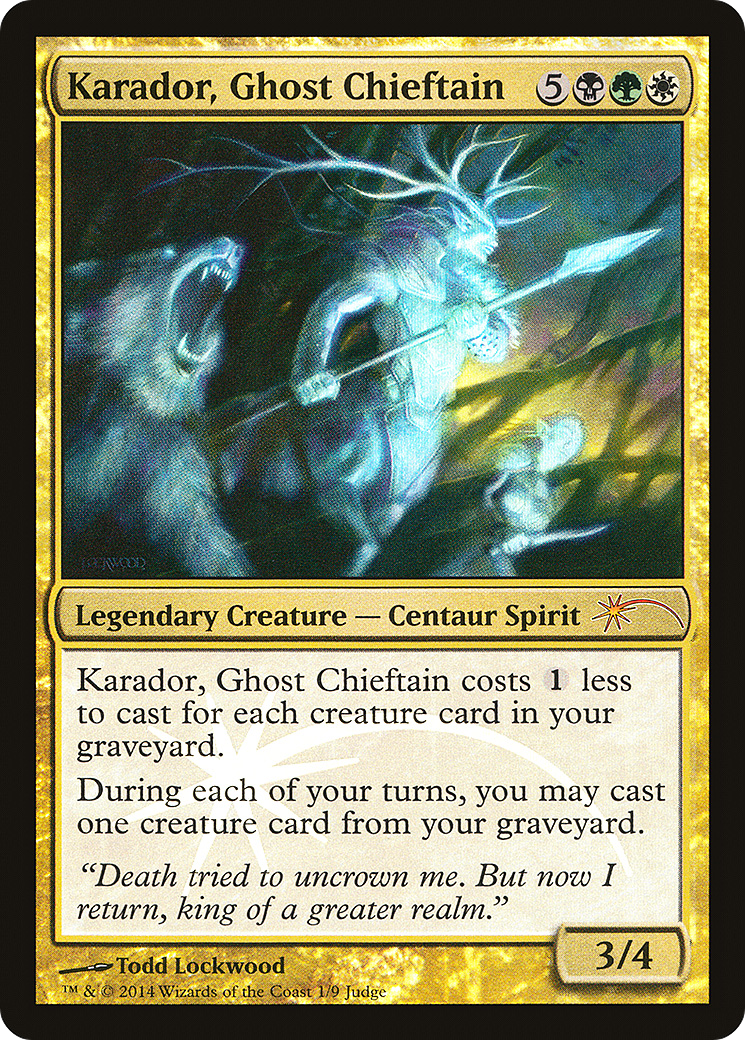 Karador, Ghost Chieftain 5
Legendary Creature — Centaur Spirit
Karador, Ghost Chieftain costs 1 less
to cast for each creature card in your
graveyard.
During each of your turns, you may cast
one creature card from your graveyard.
“Death tried to uncrown me. But now I
return, king of a greater realm.”
3/4
Todd Lockwood
™ & © 2014 Wizards of the Coast 1/9 Judge